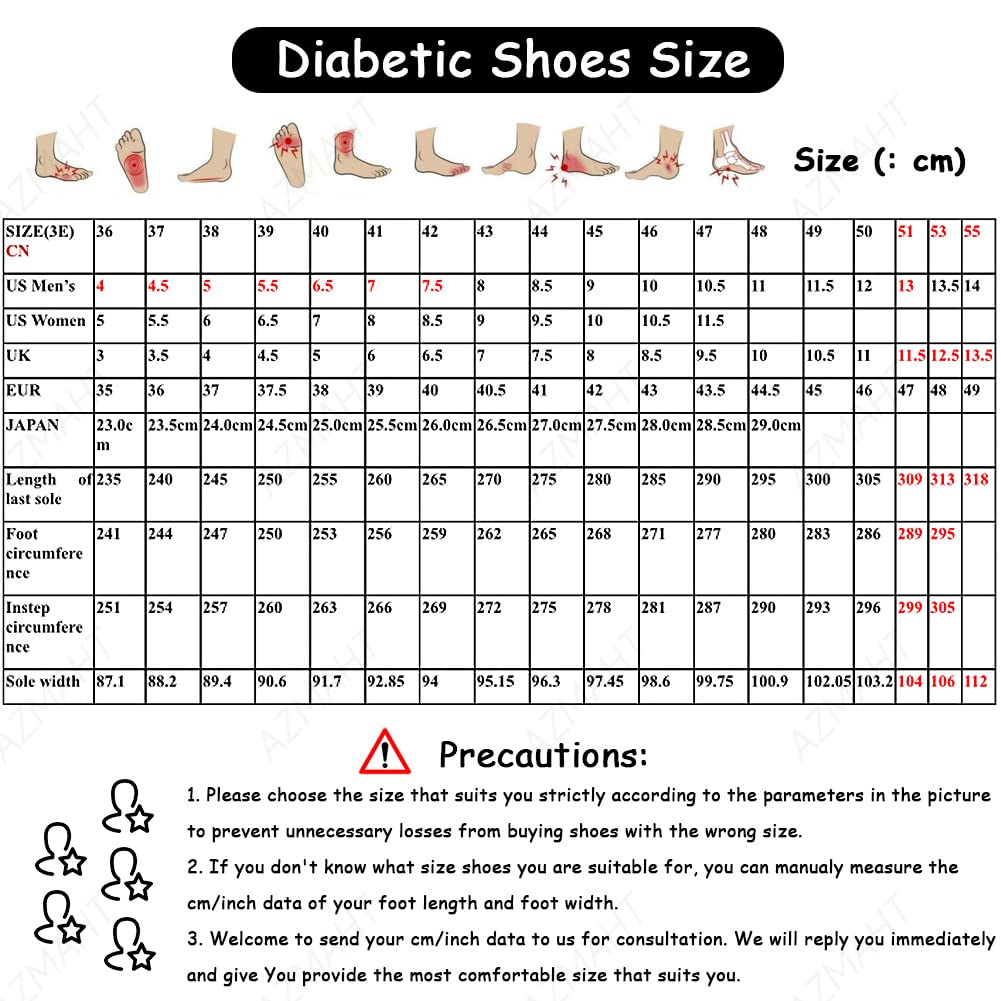 Diabetic Shoes Size
Size (: cm)
SIZE(3E) CN 36 37 38 39 40 41 42 43 44 45 46 47 48 49 50 51 53 55
US Men's 4 4.5 5 5.5 6.5 7 7.5 8 8.5 9 10 10.5 11 11.5 12 13 13.5 14
US Women 5 5.5 6 6.5 7 8 8.5 9 9.5 10 10.5 11.5
UK 3 3.5 4 4.5 5 6 6.5 7 7.5 8 8.5 9.5 10 10.5 11 11.5 12.5 13.5
EUR 35 36 37 37.5 38 39 40 40.5 41 42 43 43.5 44.5 45 46 47 48 49
JAPAN 23.0cm 23.5cm 24.0cm 24.5cm 25.0cm 25.5cm 26.0cm 26.5cm 27.0cm 27.5cm 28.0cm 28.5cm 29.0cm
Length of last sole 235 240 245 250 255 260 265 270 275 280 285 290 295 300 305 309 313 318
Foot circumference 241 244 247 250 253 256 259 262 265 268 271 277 280 283 286 289 295
Instep circumference 251 254 257 260 263 266 269 272 275 278 281 287 290 293 296 299 305
Sole width 87.1 88.2 89.4 90.6 91.7 92.85 94 95.15 96.3 97.45 98.6 99.75 100.9 102.05 103.2 104 106 112
Precautions:
1. Please choose the size that suits you strictly according to the parameters in the picture
to prevent unnecessary losses from buying shoes with the wrong size.
2. If you don't know what size shoes you are suitable for, you can manualy measure the
cm/inch data of your foot length and foot width.
3. Welcome to send your cm/inch data to us for consultation. We will reply you immediately
and give You provide the most comfortable size that suits you.
AZMAHT